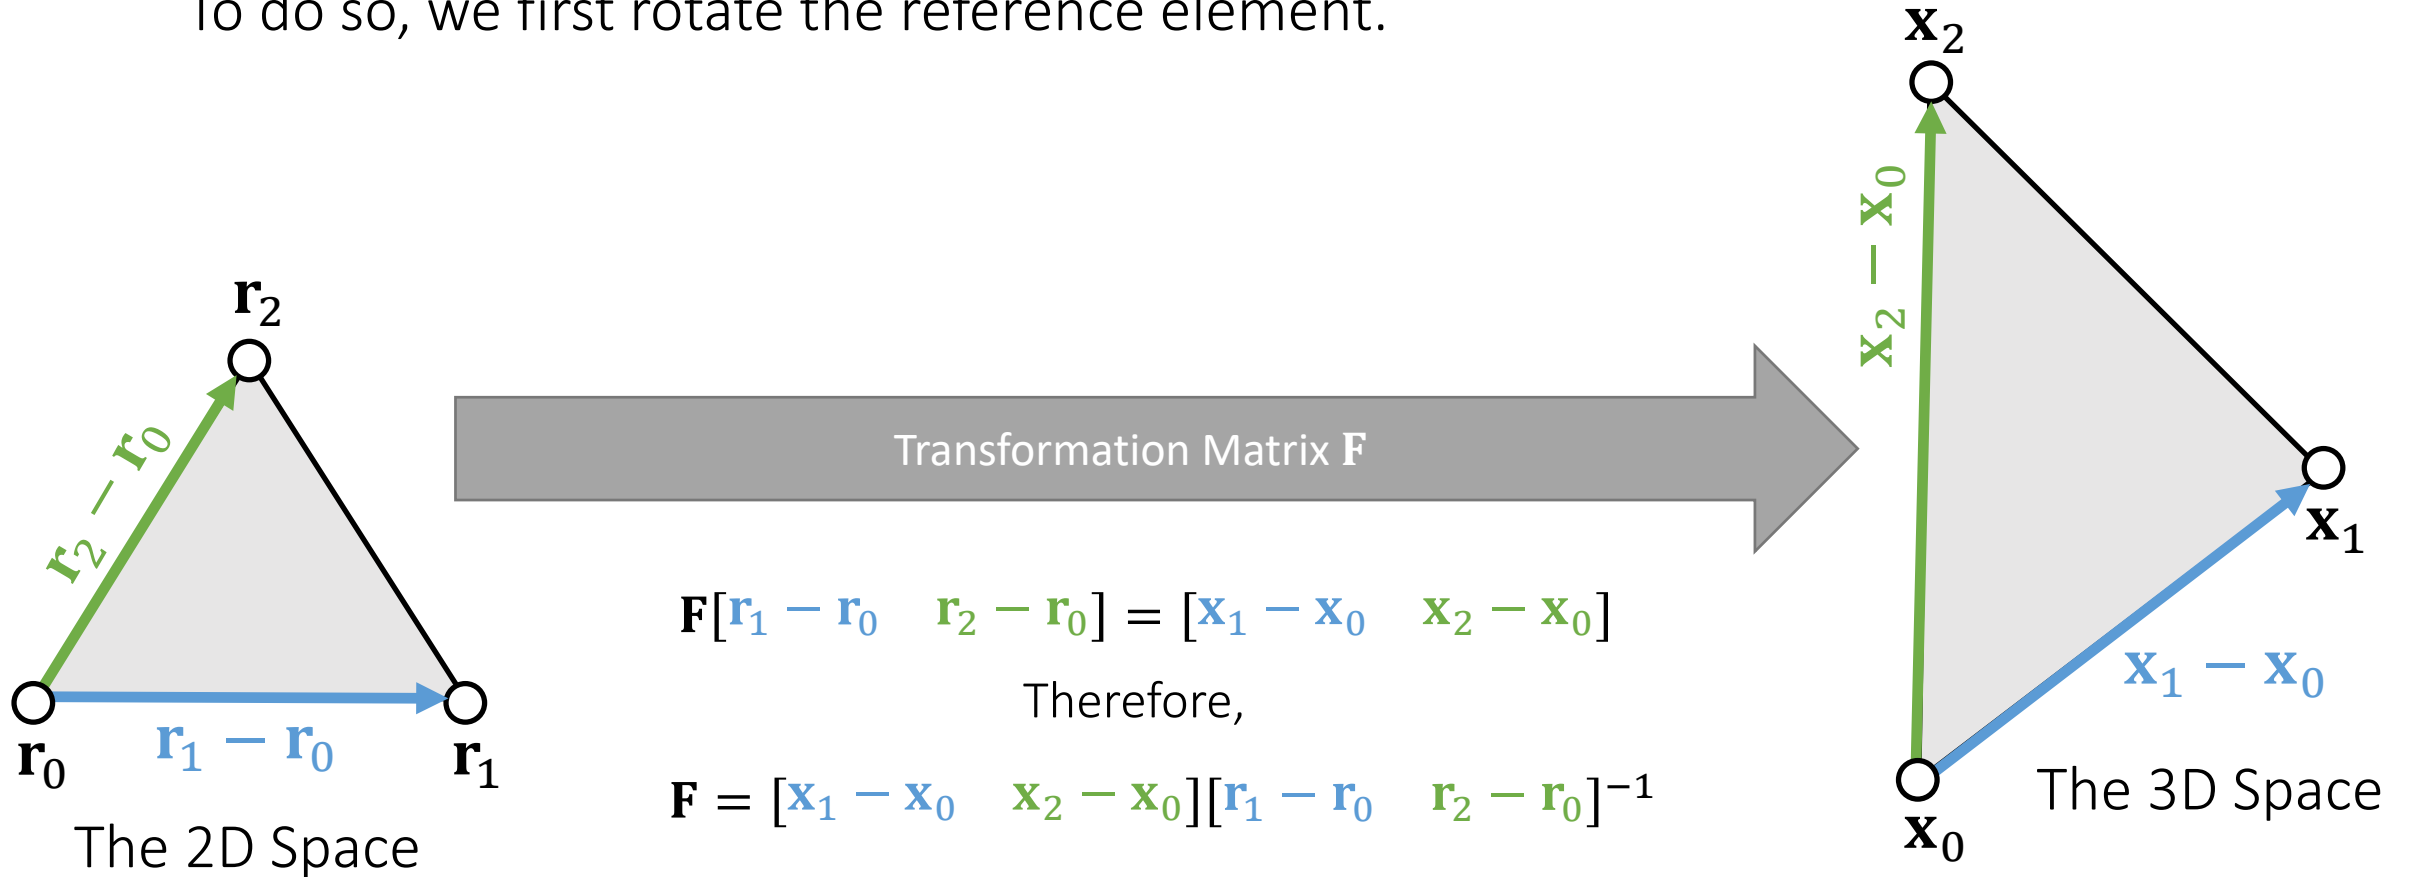 To do so, we first rotate the reference element.
x₂
x₂ − x₀
r₂
r₂ − r₀
Transformation Matrix F
x₁
F[r₁ − r₀ r₂ − r₀] = [x₁ − x₀ x₂ − x₀]
x₁ − x₀
Therefore,
r₀
r₁ − r₀
r₁
F = [x₁ − x₀ x₂ − x₀][r₁ − r₀ r₂ − r₀]⁻¹
The 3D Space
x₀
The 2D Space